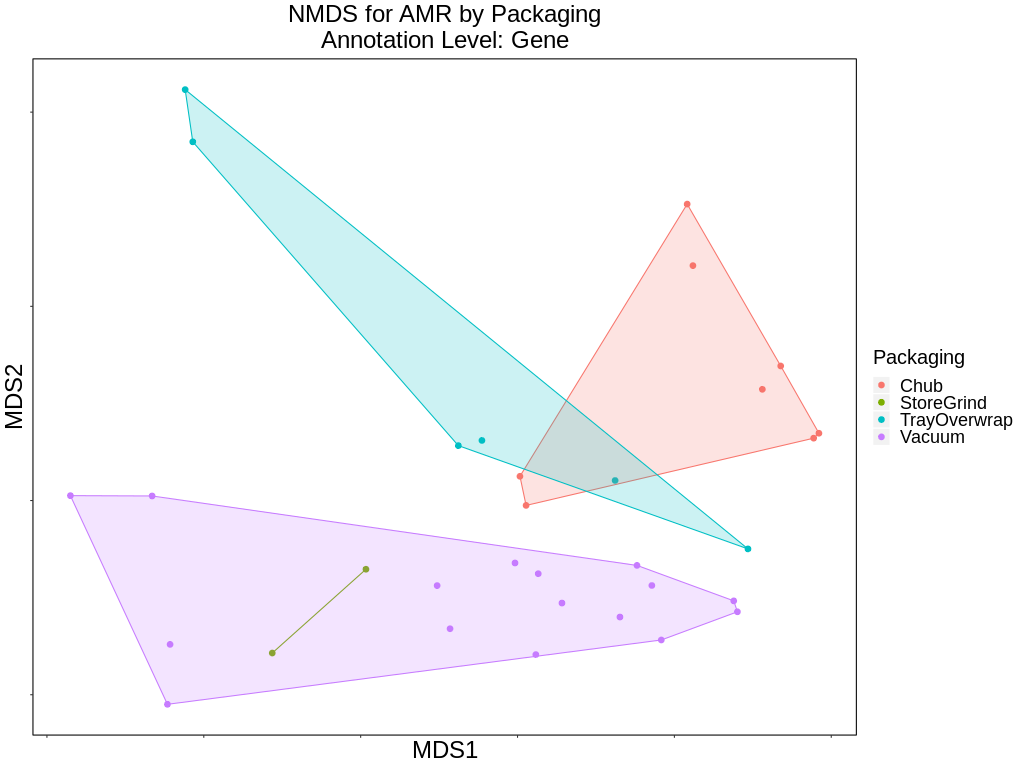 NMDS for AMR by Packaging
Annotation Level: Gene
MDS2
Packaging
Chub
StoreGrind
TrayOverwrap
Vacuum
MDS1